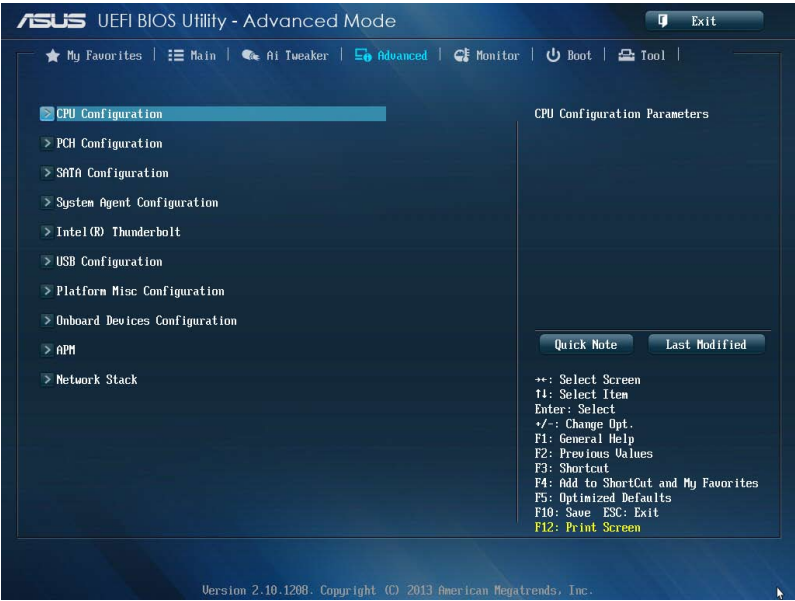 ASUS UEFI BIOS Utility - Advanced Mode
Exit
My Favorites | Main | Ai Tweaker | Advanced | Monitor | Boot | Tool |
CPU Configuration
PCH Configuration
SATA Configuration
System Agent Configuration
Intel(R) Thunderbolt
USB Configuration
Platform Misc Configuration
Onboard Devices Configuration
APM
Network Stack
CPU Configuration Parameters
Quick Note
Last Modified
→←: Select Screen
↑↓: Select Item
Enter: Select
+/-: Change Opt.
F1: General Help
F2: Previous Values
F3: Shortcut
F4: Add to ShortCut and My Favorites
F5: Optimized Defaults
F10: Save ESC: Exit
F12: Print Screen
Version 2.10.1208. Copyright (C) 2013 American Megatrends, Inc.